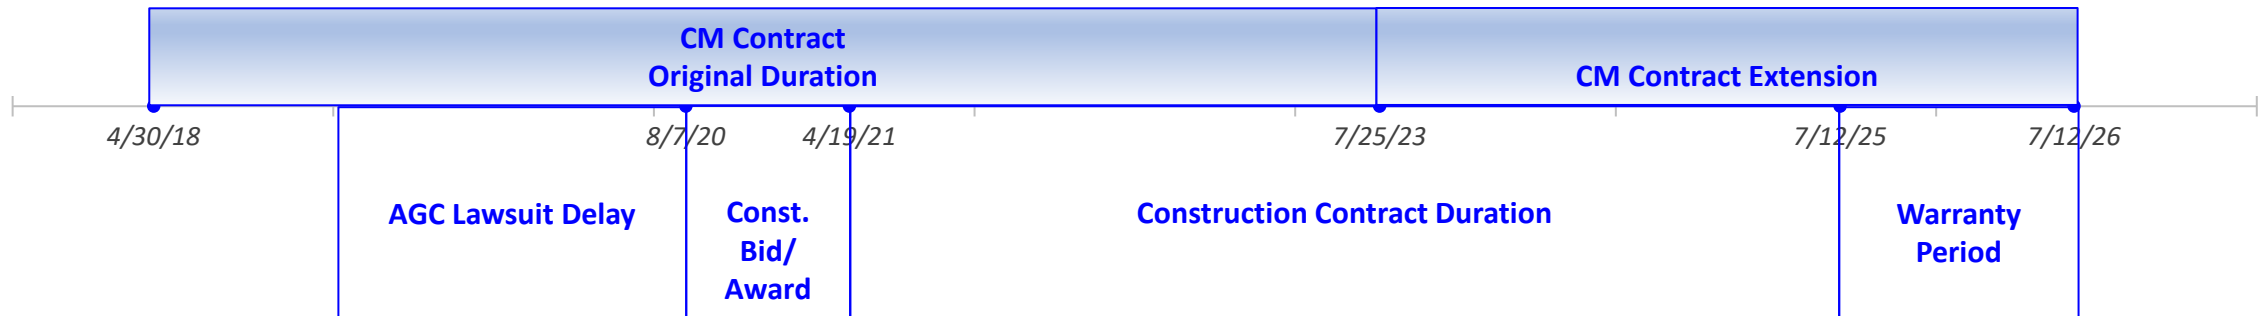 CM Contract
Original Duration
CM Contract Extension
4/30/18
8/7/20
4/19/21
7/25/23
7/12/25
7/12/26
AGC Lawsuit Delay
Const.
Bid/
Award
Construction Contract Duration
Warranty
Period